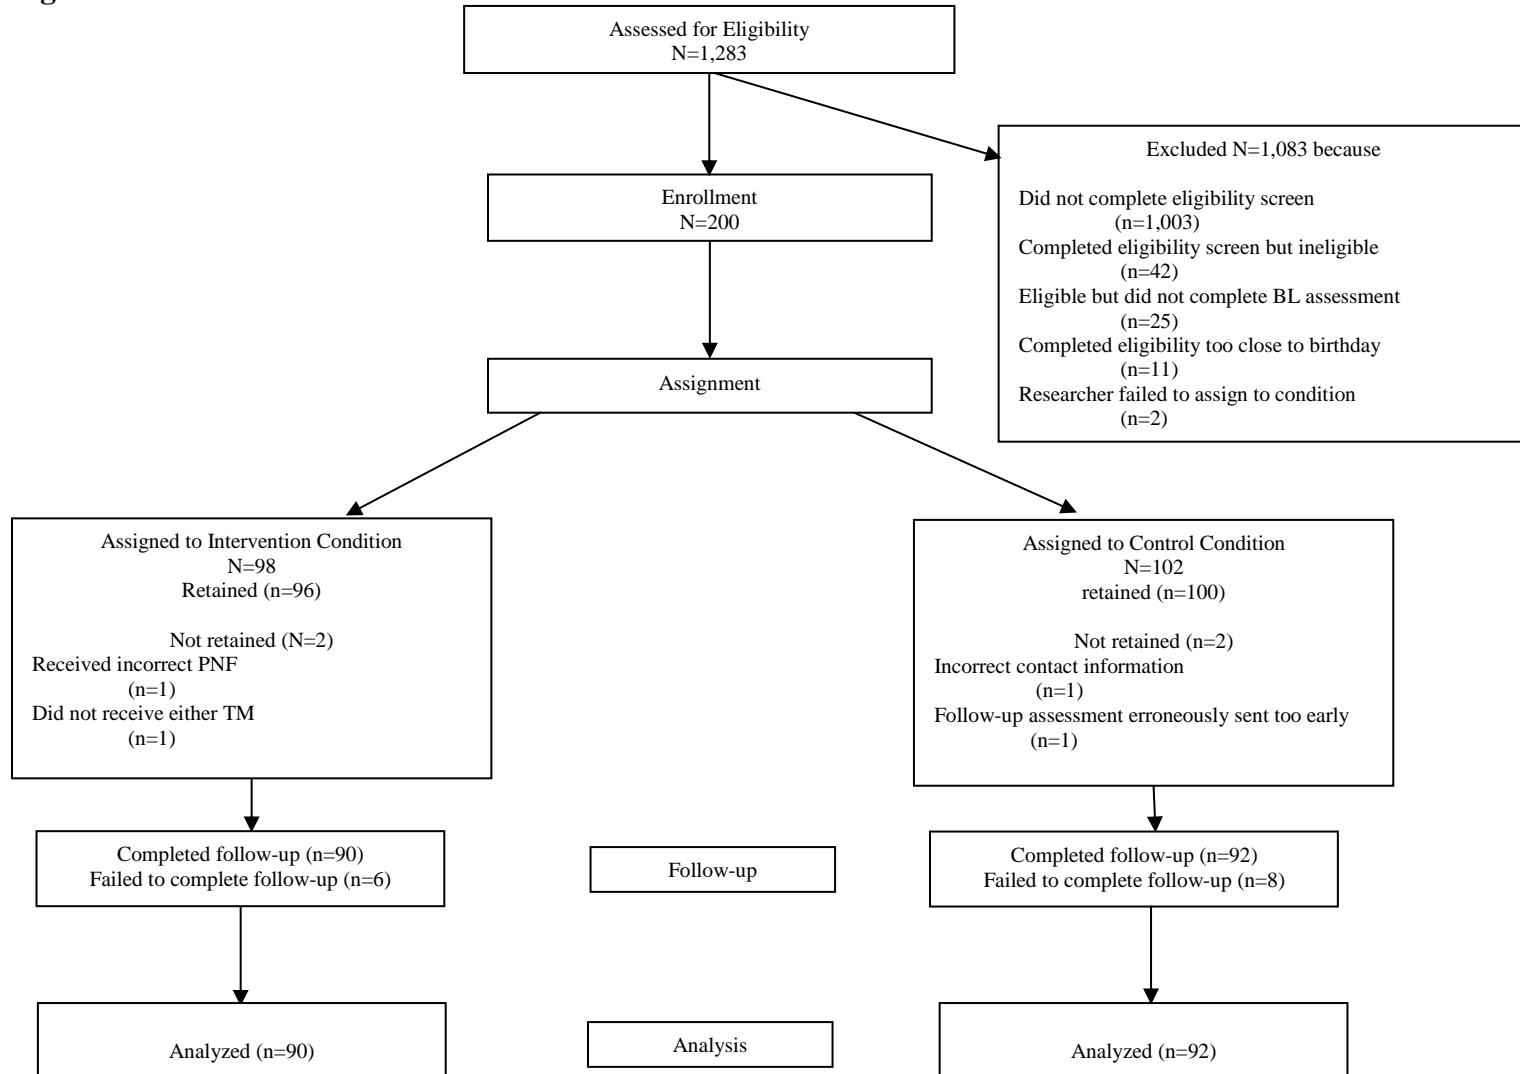 Assessed for Eligibility
N=1,283
Excluded N=1,083 because
Did not complete eligibility screen
(n=1,003)
Completed eligibility screen but ineligible
(n=42)
Eligible but did not complete BL assessment
(n=25)
Completed eligibility too close to birthday
(n=11)
Researcher failed to assign to condition
(n=2)
Enrollment
N=200
Assignment
Assigned to Intervention Condition
N=98
Retained (n=96)
Not retained (N=2)
Received incorrect PNF
(n=1)
Did not receive either TM
(n=1)
Assigned to Control Condition
N=102
retained (n=100)
Not retained (n=2)
Incorrect contact information
(n=1)
Follow-up assessment erroneously sent too early
(n=1)
Completed follow-up (n=90)
Failed to complete follow-up (n=6)
Follow-up
Completed follow-up (n=92)
Failed to complete follow-up (n=8)
Analyzed (n=90)
Analysis
Analyzed (n=92)